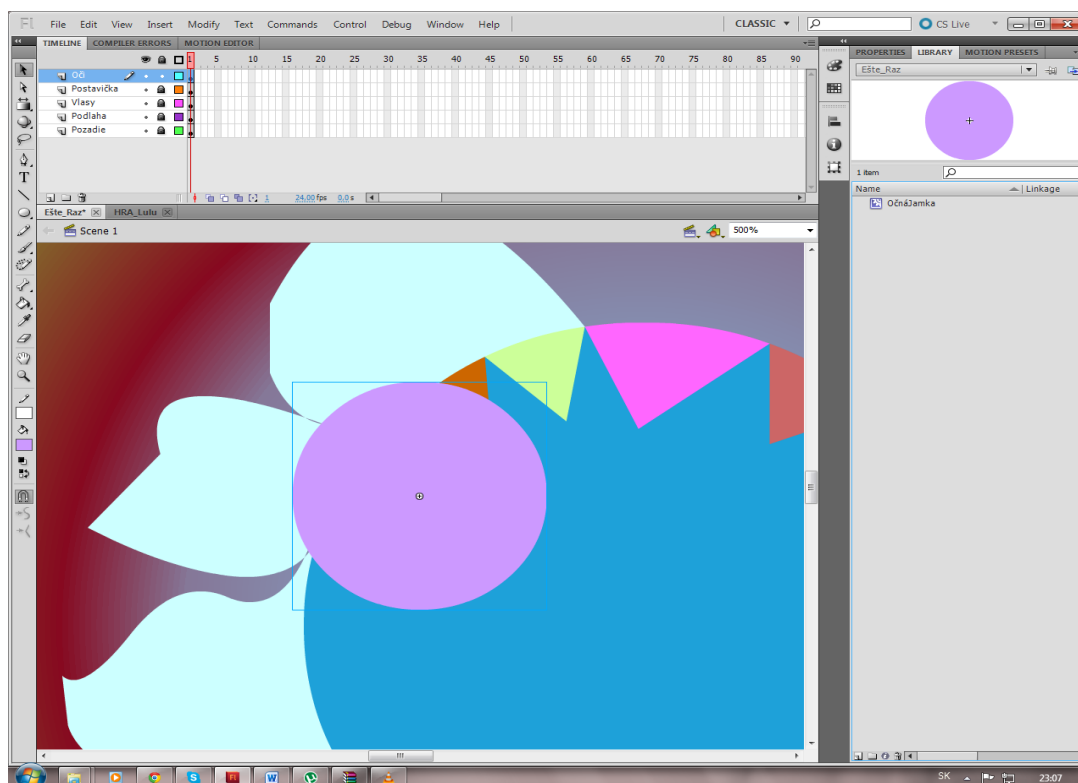 Fl File Edit View Insert Modify Text Commands Control Debug Window Help CLASSIC CS Live
TIMELINE COMPILER ERRORS MOTION EDITOR
1 5 10 15 20 25 30 35 40 45 50 55 60 65 70 75 80 85 90
Oči
Postavička
Vlasy
Podlaha
Pozadie
1 24,00 fps 0,0 s
Ešte_Raz* HRA_Lulu
Scene 1 500%
PROPERTIES LIBRARY MOTION PRESETS
Ešte_Raz
1 item
Name Linkage
OčnáJamka
T
SK 23:07